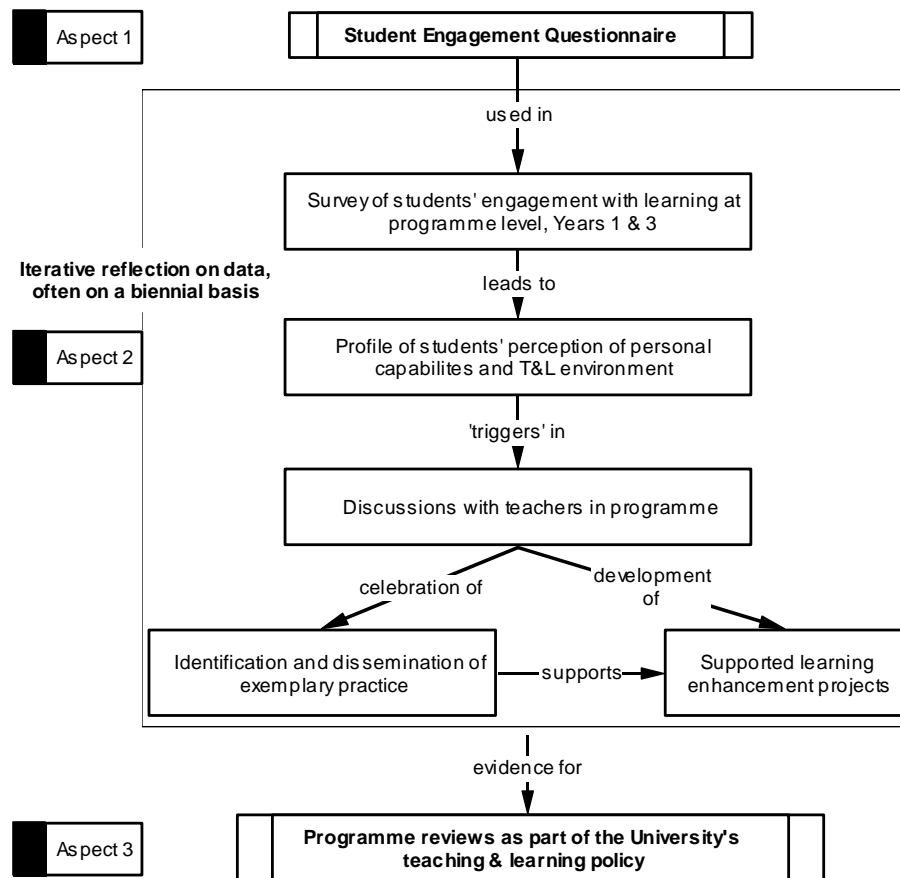 Aspect 1
Student Engagement Questionnaire
used in
Survey of students' engagement with learning at
programme level, Years 1 & 3
Iterative reflection on data,
often on a biennial basis
leads to
Aspect 2
Profile of students' perception of personal
capabilites and T&L environment
'triggers' in
Discussions with teachers in programme
celebration of
development
of
Identification and dissemination of
exemplary practice
supports
Supported learning
enhancement projects
evidence for
Aspect 3
Programme reviews as part of the University's
teaching & learning policy